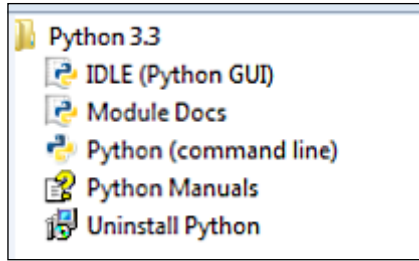 Python 3.3
IDLE (Python GUI)
Module Docs
Python (command line)
Python Manuals
Uninstall Python